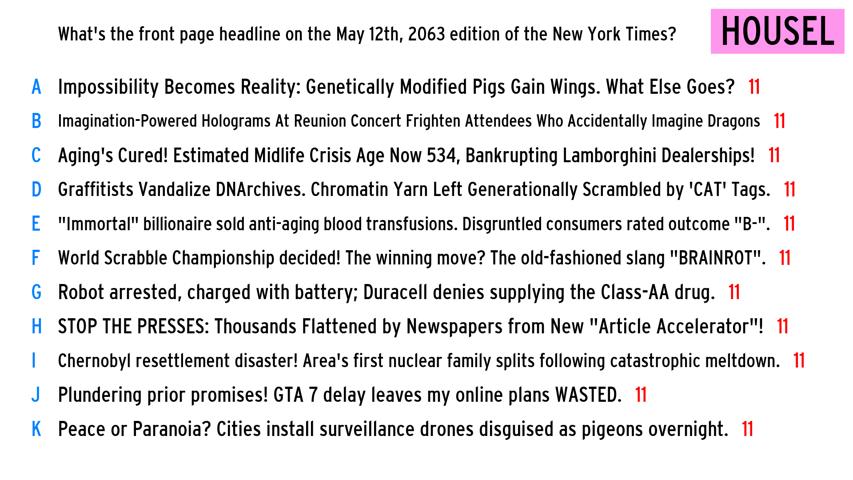 What's the front page headline on the May 12th, 2063 edition of the New York Times?
HOUSEL
A Impossibility Becomes Reality: Genetically Modified Pigs Gain Wings. What Else Goes? 11
B Imagination-Powered Holograms At Reunion Concert Frighten Attendees Who Accidentally Imagine Dragons 11
C Aging's Cured! Estimated Midlife Crisis Age Now 534, Bankrupting Lamborghini Dealerships! 11
D Graffitists Vandalize DNArchives. Chromatin Yarn Left Generationally Scrambled by 'CAT' Tags. 11
E "Immortal" billionaire sold anti-aging blood transfusions. Disgruntled consumers rated outcome "B-". 11
F World Scrabble Championship decided! The winning move? The old-fashioned slang "BRAINROT". 11
G Robot arrested, charged with battery; Duracell denies supplying the Class-AA drug. 11
H STOP THE PRESSES: Thousands Flattened by Newspapers from New "Article Accelerator"! 11
I Chernobyl resettlement disaster! Area's first nuclear family splits following catastrophic meltdown. 11
J Plundering prior promises! GTA 7 delay leaves my online plans WASTED. 11
K Peace or Paranoia? Cities install surveillance drones disguised as pigeons overnight. 11